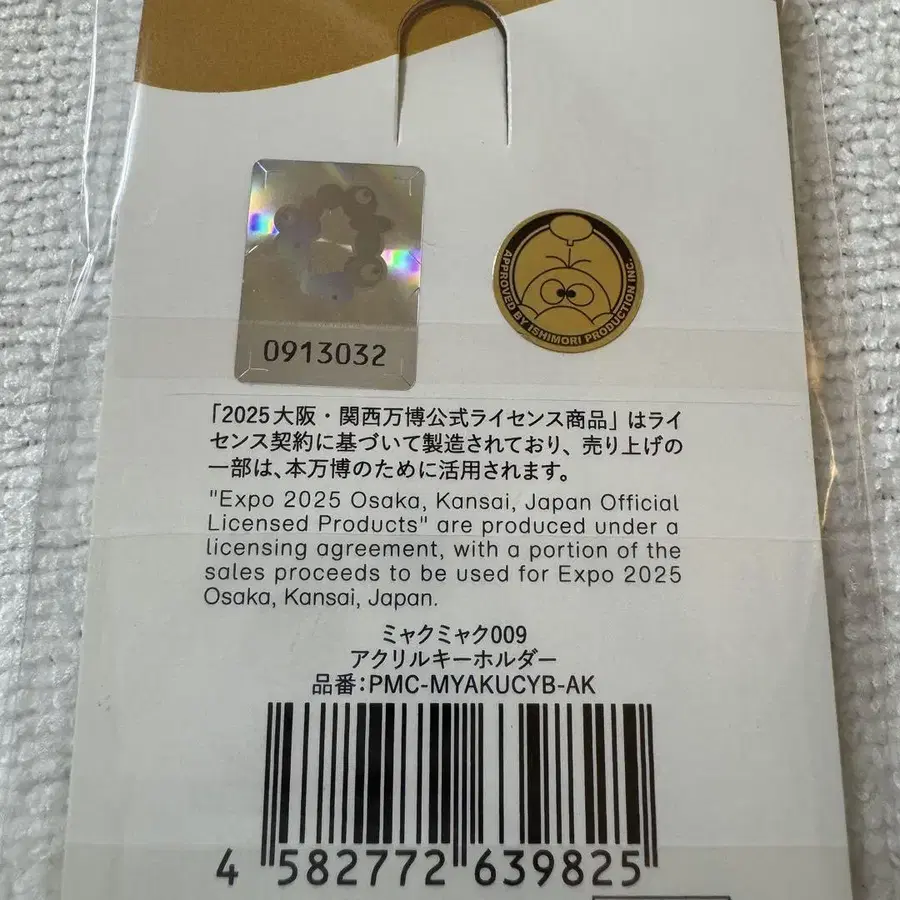 0913032
APPROVED BY ISHIMORI PRODUCTION INC.
「2025大阪・関西万博公式ライセンス商品」はライ
センス契約に基づいて製造されており、売り上げの
一部は、本万博のために活用されます。
"Expo 2025 Osaka, Kansai, Japan Official
Licensed Products" are produced under a
licensing agreement, with a portion of the
sales proceeds to be used for Expo 2025
Osaka, Kansai, Japan.
ミャクミャク009
アクリルキーホルダー
品番：PMC-MYAKUCYB-AK
4 582772 639825